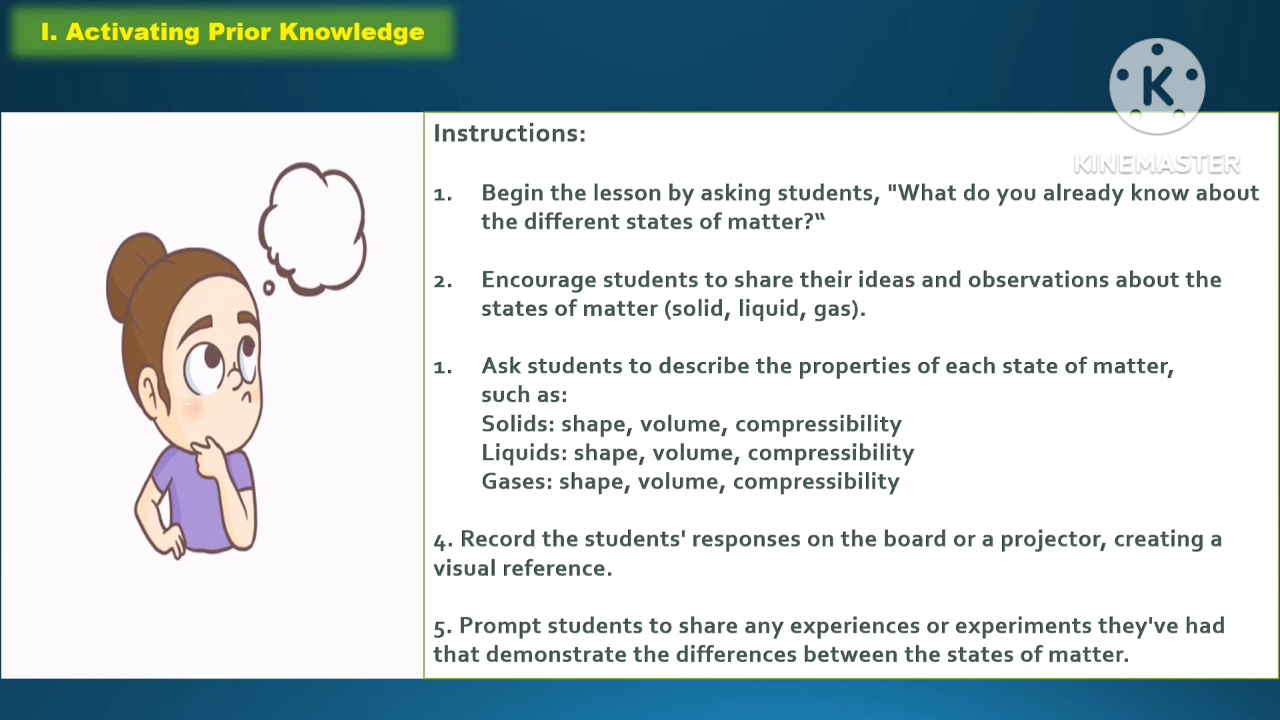 I. Activating Prior Knowledge
K
KINEMASTER
Instructions:
1. Begin the lesson by asking students, "What do you already know about
the different states of matter?“
2. Encourage students to share their ideas and observations about the
states of matter (solid, liquid, gas).
1. Ask students to describe the properties of each state of matter,
such as:
Solids: shape, volume, compressibility
Liquids: shape, volume, compressibility
Gases: shape, volume, compressibility
4. Record the students' responses on the board or a projector, creating a
visual reference.
5. Prompt students to share any experiences or experiments they've had
that demonstrate the differences between the states of matter.